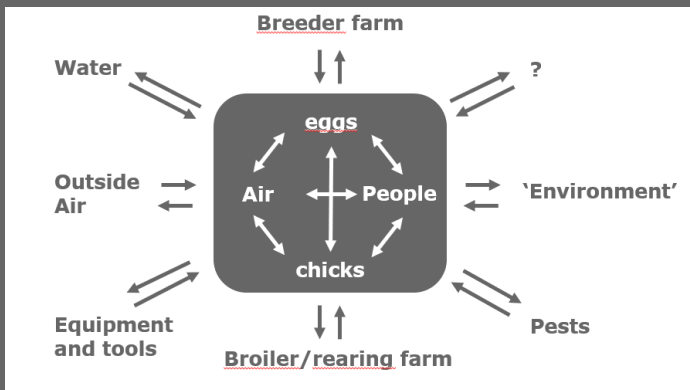 Breeder farm
Water
?
eggs
Outside
Air
Air
People
‘Environment’
chicks
Equipment
and tools
Pests
Broiler/rearing farm